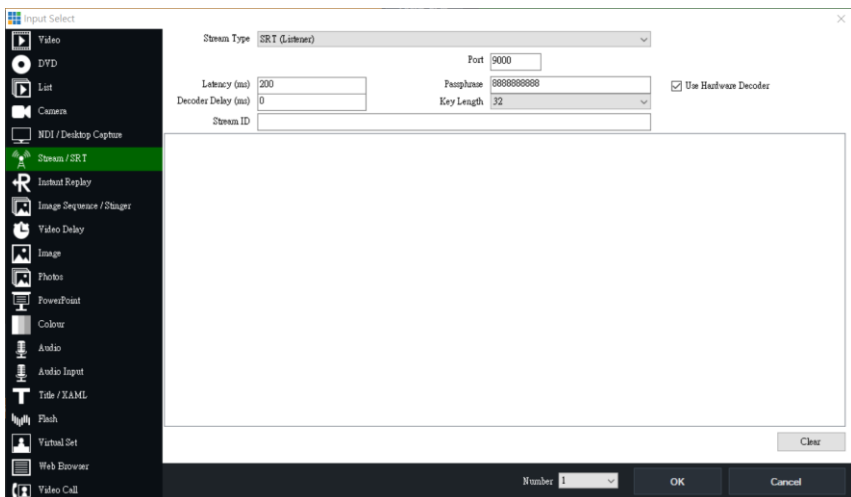 Input Select
Video
DVD
List
Camera
NDI / Desktop Capture
Stream / SRT
Instant Replay
Image Sequence / Stinger
Video Delay
Image
Photos
PowerPoint
Colour
Audio
Audio Input
Title / XAML
Flash
Virtual Set
Web Browser
Video Call
Stream Type SRT (Listener)
Port 9000
Latency (ms) 200 Passphrase 8888888888 Use Hardware Decoder
Decoder Delay (ms) 0 Key Length 32
Stream ID
Clear
Number 1 OK Cancel